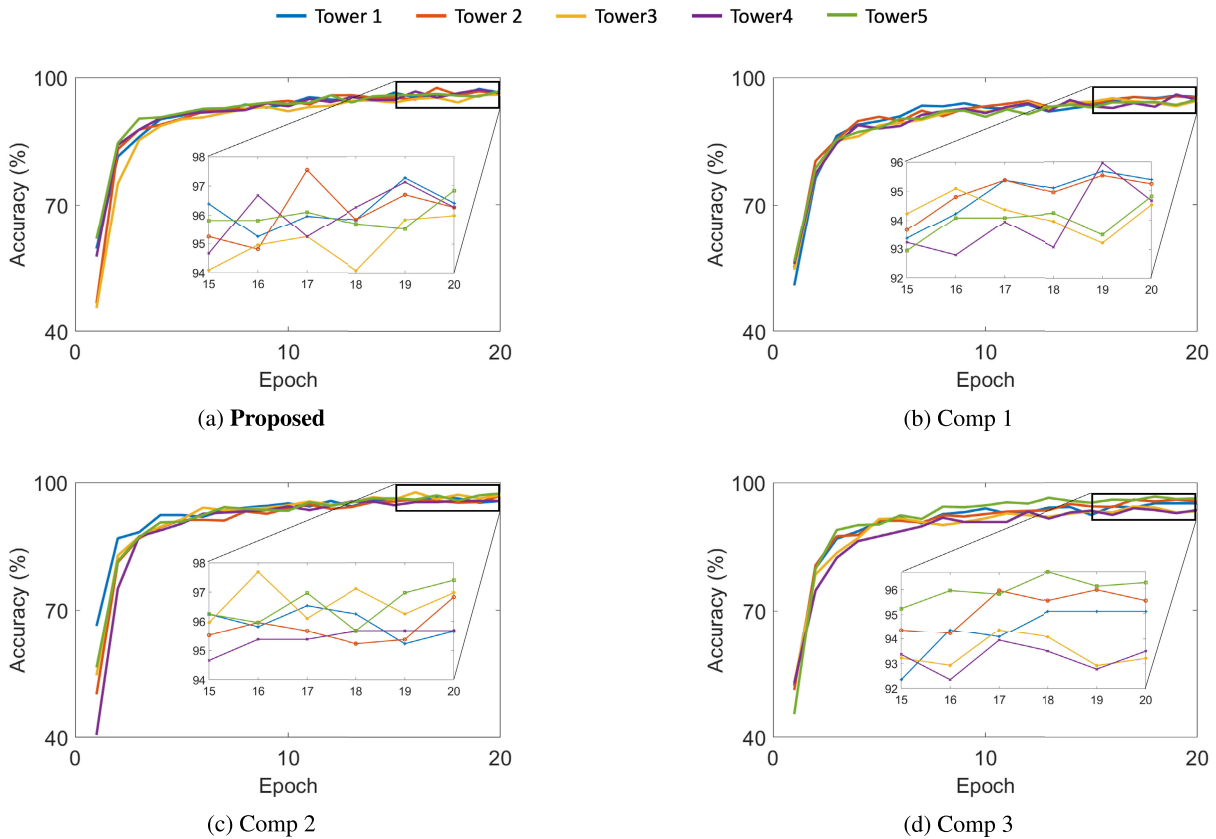 Tower 1 Tower 2 Tower3 Tower4 Tower5
100
70
40
Accuracy (%)
98
97
96
95
94
15 16 17 18 19 20
0 10 20
Epoch
(a) Proposed
100
70
40
Accuracy (%)
96
95
94
93
92
15 16 17 18 19 20
0 10 20
Epoch
(b) Comp 1
100
70
40
Accuracy (%)
98
97
96
95
94
15 16 17 18 19 20
0 10 20
Epoch
(c) Comp 2
100
70
40
Accuracy (%)
96
95
94
93
92
15 16 17 18 19 20
0 10 20
Epoch
(d) Comp 3